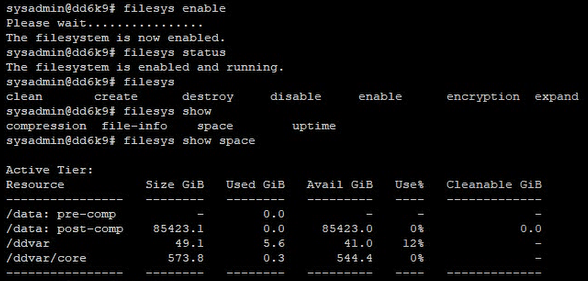 sysadmin@dd6k9# filesys enable
Please wait................
The filesystem is now enabled.
sysadmin@dd6k9# filesys status
The filesystem is enabled and running.
sysadmin@dd6k9# filesys
clean create destroy disable enable encryption expand
sysadmin@dd6k9# filesys show
compression file-info space uptime
sysadmin@dd6k9# filesys show space
Active Tier:
Resource Size GiB Used GiB Avail GiB Use% Cleanable GiB
---------------- -------- -------- --------- ---- -------------
/data: pre-comp - 0.0 - - -
/data: post-comp 85423.1 0.0 85423.0 0% 0.0
/ddvar 49.1 5.6 41.0 12% -
/ddvar/core 573.8 0.3 544.4 0% -
---------------- -------- -------- --------- ---- -------------